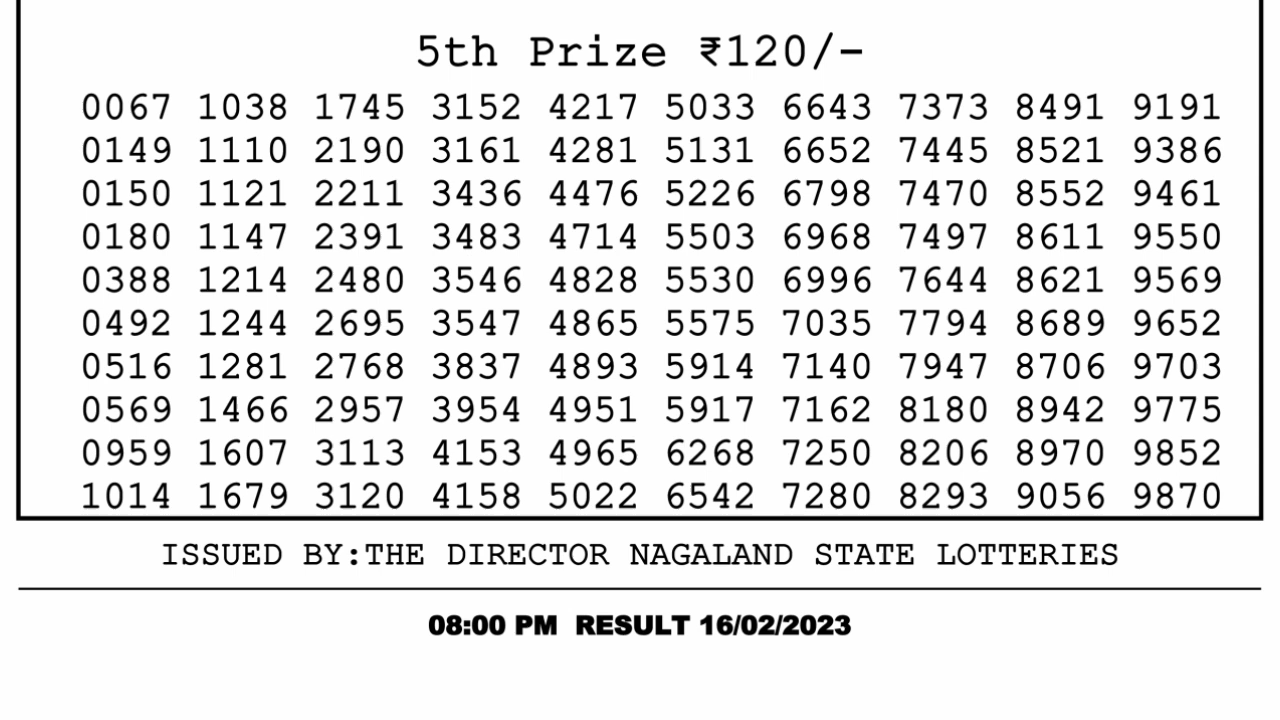 5th Prize ₹120/-
0067 1038 1745 3152 4217 5033 6643 7373 8491 9191
0149 1110 2190 3161 4281 5131 6652 7445 8521 9386
0150 1121 2211 3436 4476 5226 6798 7470 8552 9461
0180 1147 2391 3483 4714 5503 6968 7497 8611 9550
0388 1214 2480 3546 4828 5530 6996 7644 8621 9569
0492 1244 2695 3547 4865 5575 7035 7794 8689 9652
0516 1281 2768 3837 4893 5914 7140 7947 8706 9703
0569 1466 2957 3954 4951 5917 7162 8180 8942 9775
0959 1607 3113 4153 4965 6268 7250 8206 8970 9852
1014 1679 3120 4158 5022 6542 7280 8293 9056 9870
ISSUED BY:THE DIRECTOR NAGALAND STATE LOTTERIES
08:00 PM RESULT 16/02/2023